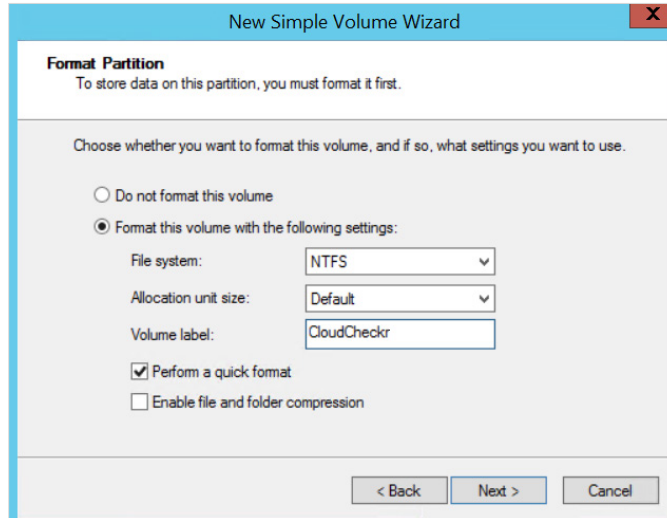 New Simple Volume Wizard
X
Format Partition
To store data on this partition, you must format it first.
Choose whether you want to format this volume, and if so, what settings you want to use.
Do not format this volume
Format this volume with the following settings:
File system: NTFS
Allocation unit size: Default
Volume label: CloudCheckr
Perform a quick format
Enable file and folder compression
< Back Next > Cancel